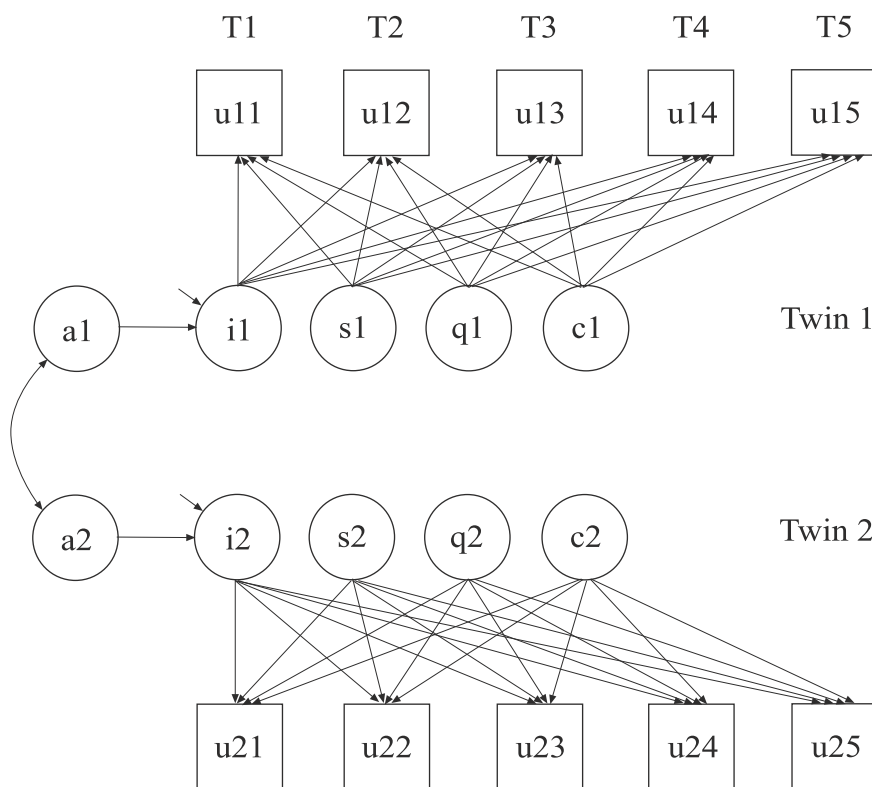 T1 T2 T3 T4 T5
u11 u12 u13 u14 u15
a1 i1 s1 q1 c1 Twin 1
a2 i2 s2 q2 c2 Twin 2
u21 u22 u23 u24 u25